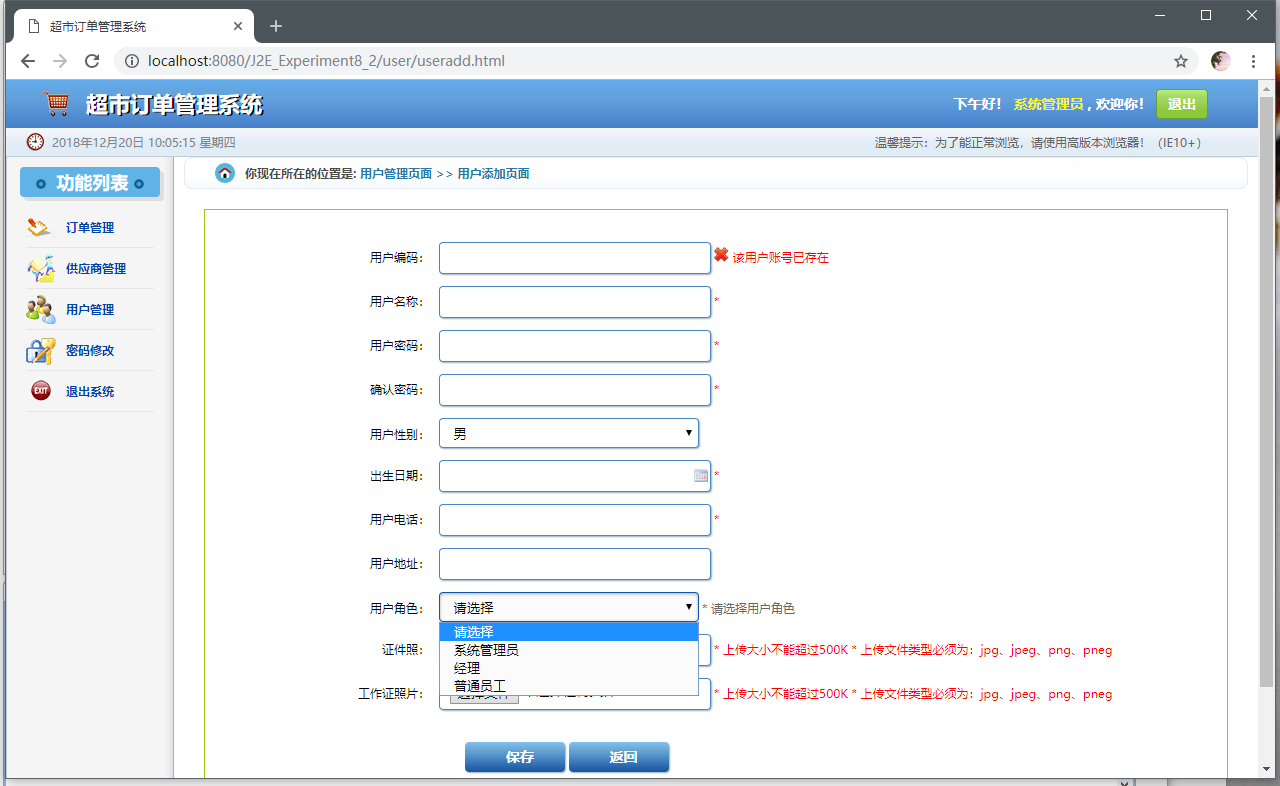 超市订单管理系统
localhost:8080/J2E_Experiment8_2/user/useradd.html
超市订单管理系统
下午好！ 系统管理员 , 欢迎你！ 退出
2018年12月20日 10:05:15 星期四
温馨提示：为了能正常浏览，请使用高版本浏览器！ （IE10+）
功能列表
你现在所在的位置是: 用户管理页面 >> 用户添加页面
订单管理
供应商管理
用户管理
密码修改
EXIT 退出系统
用户编码： 该用户账号已存在
用户名称： *
用户密码： *
确认密码： *
用户性别： 男
出生日期： *
用户电话： *
用户地址：
用户角色： 请选择 * 请选择用户角色
请选择
系统管理员
经理
普通员工
证件照： * 上传大小不能超过500K * 上传文件类型必须为：jpg、jpeg、png、pneg
工作证照片： * 上传大小不能超过500K * 上传文件类型必须为：jpg、jpeg、png、pneg
保存 返回